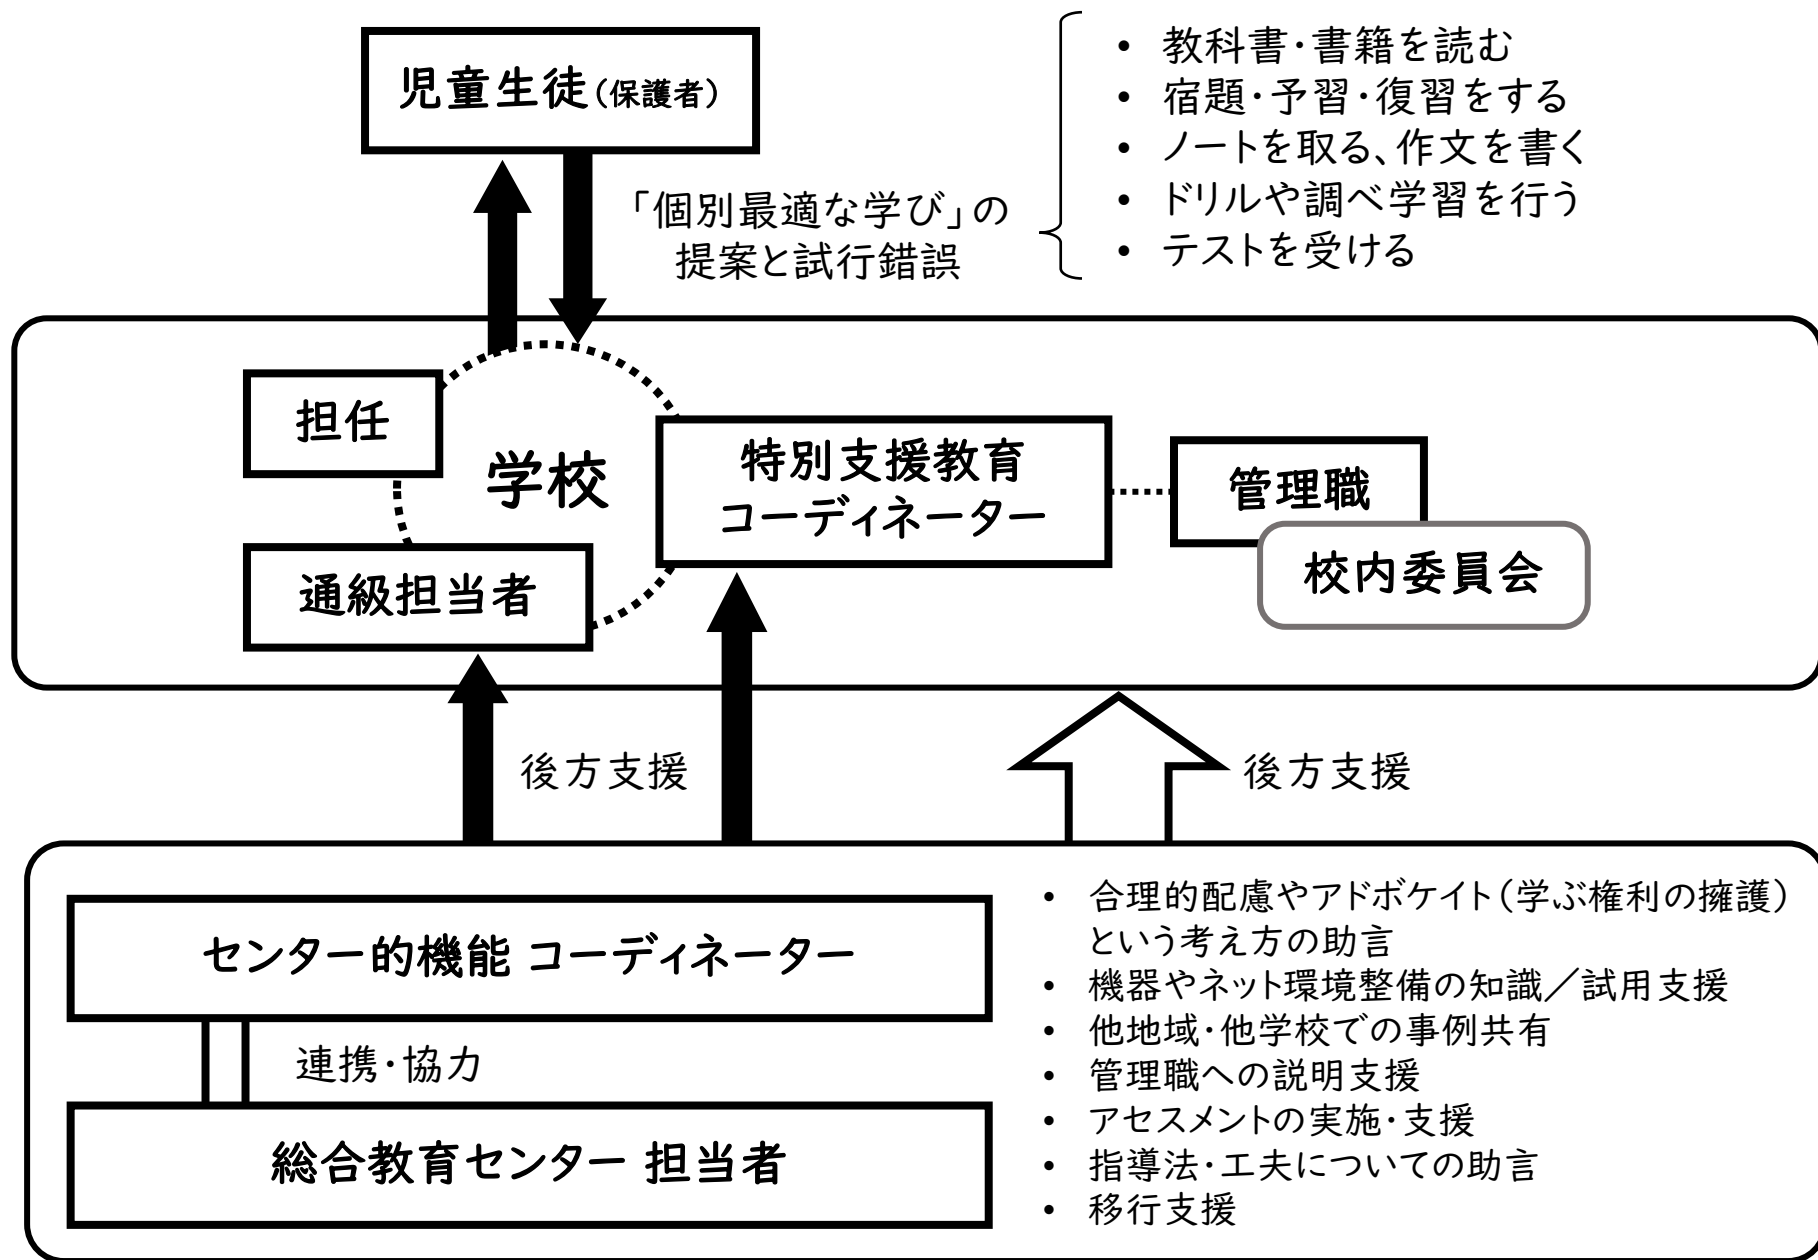 児童生徒(保護者)
• 教科書・書籍を読む
• 宿題・予習・復習をする
• ノートを取る、作文を書く
• ドリルや調べ学習を行う
• テストを受ける
「個別最適な学び」の
提案と試行錯誤
担任
学校
特別支援教育
コーディネーター
管理職
校内委員会
通級担当者
後方支援
後方支援
センター的機能 コーディネーター
連携・協力
総合教育センター 担当者
• 合理的配慮やアドボケイト(学ぶ権利の擁護)
という考え方の助言
• 機器やネット環境整備の知識／試用支援
• 他地域・他学校での事例共有
• 管理職への説明支援
• アセスメントの実施・支援
• 指導法・工夫についての助言
• 移行支援